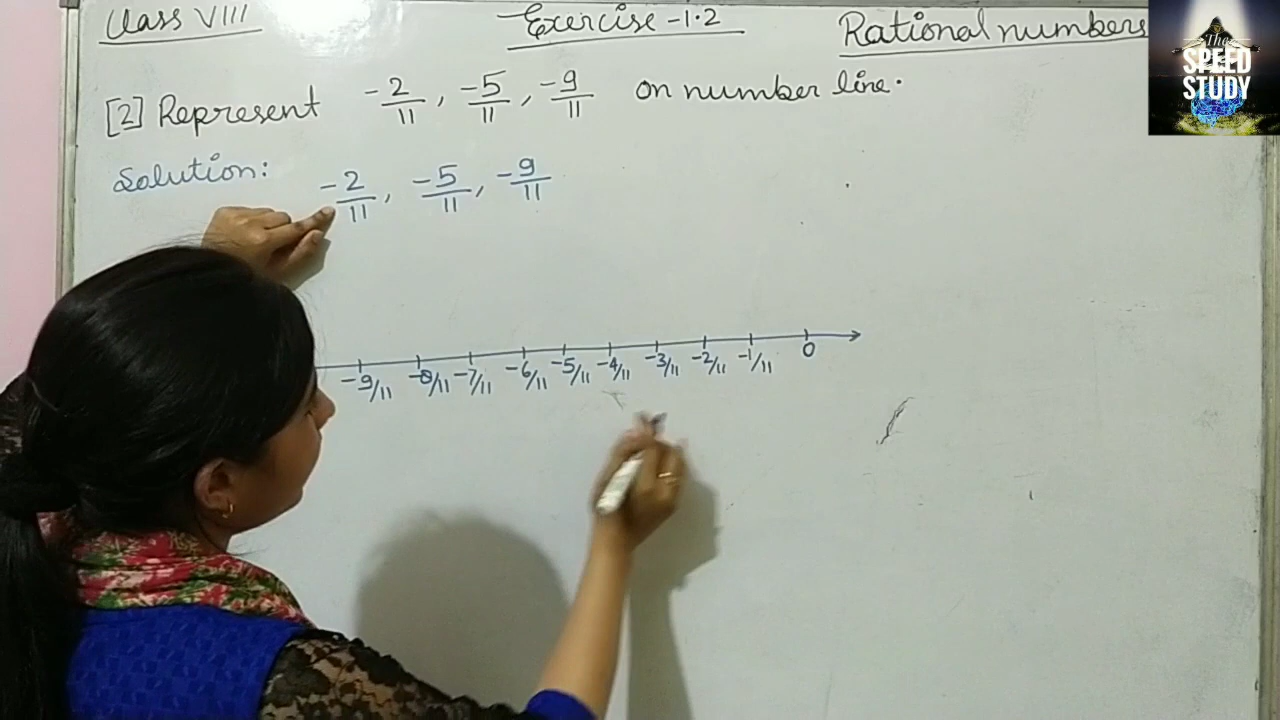 Class VIII Exercise - 1.2 Rational numbers
The SPEED STUDY
[2] Represent -2/11, -5/11, -9/11 on number line.
Solution: -2/11, -5/11, -9/11
-9/11 -8/11 -7/11 -6/11 -5/11 -4/11 -3/11 -2/11 -1/11 0